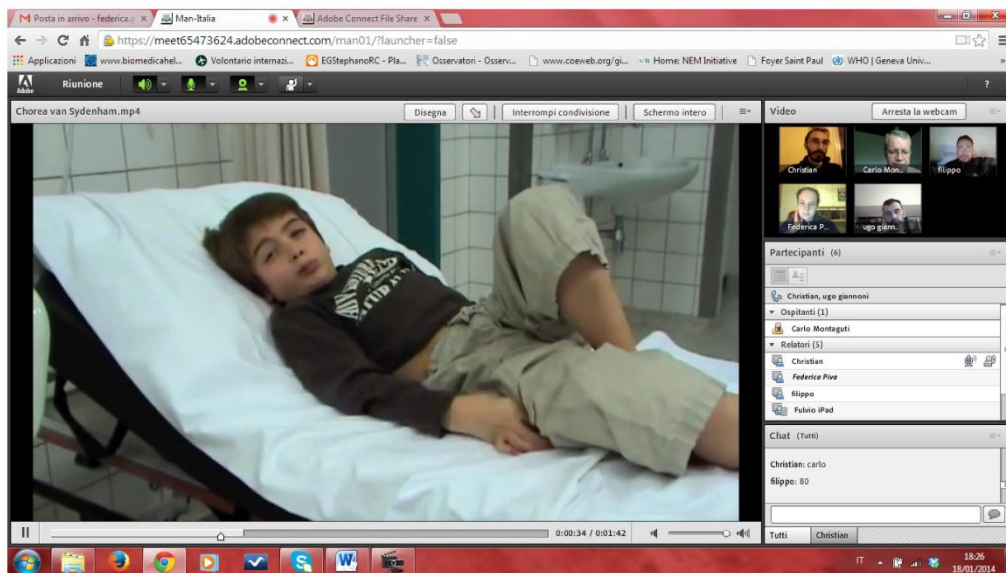 Posta in arrivo - federica.p
Man-Italia
Adobe Connect File Share
https://meet65473624.adobeconnect.com/man01/?launcher=false
Applicazioni
www.biomedicahel...
Volontario internazi...
EGStephanoRC - Pla...
Osservatori - Osserv...
www.coeweb.org/gi...
Home: NEM Initiative
Foyer Saint Paul
WHO | Geneva Univ...
Adobe
Riunione
?
Chorea van Sydenham.mp4
Disegna
Interrompi condivisione
Schermo intero
0:00:34 / 0:01:42
Video
Arresta la webcam
Christian
Carlo Mon..
filippo
Federica P...
ugo giann..
Partecipanti (6)
Christian, ugo giannoni
Ospitanti (1)
Carlo Montaguti
Relatori (5)
Christian
Federica Piva
filippo
Fulvio iPad
Chat (Tutti)
Christian: carlo
filippo: 80
Tutti
Christian
IT
18:26
18/01/2014